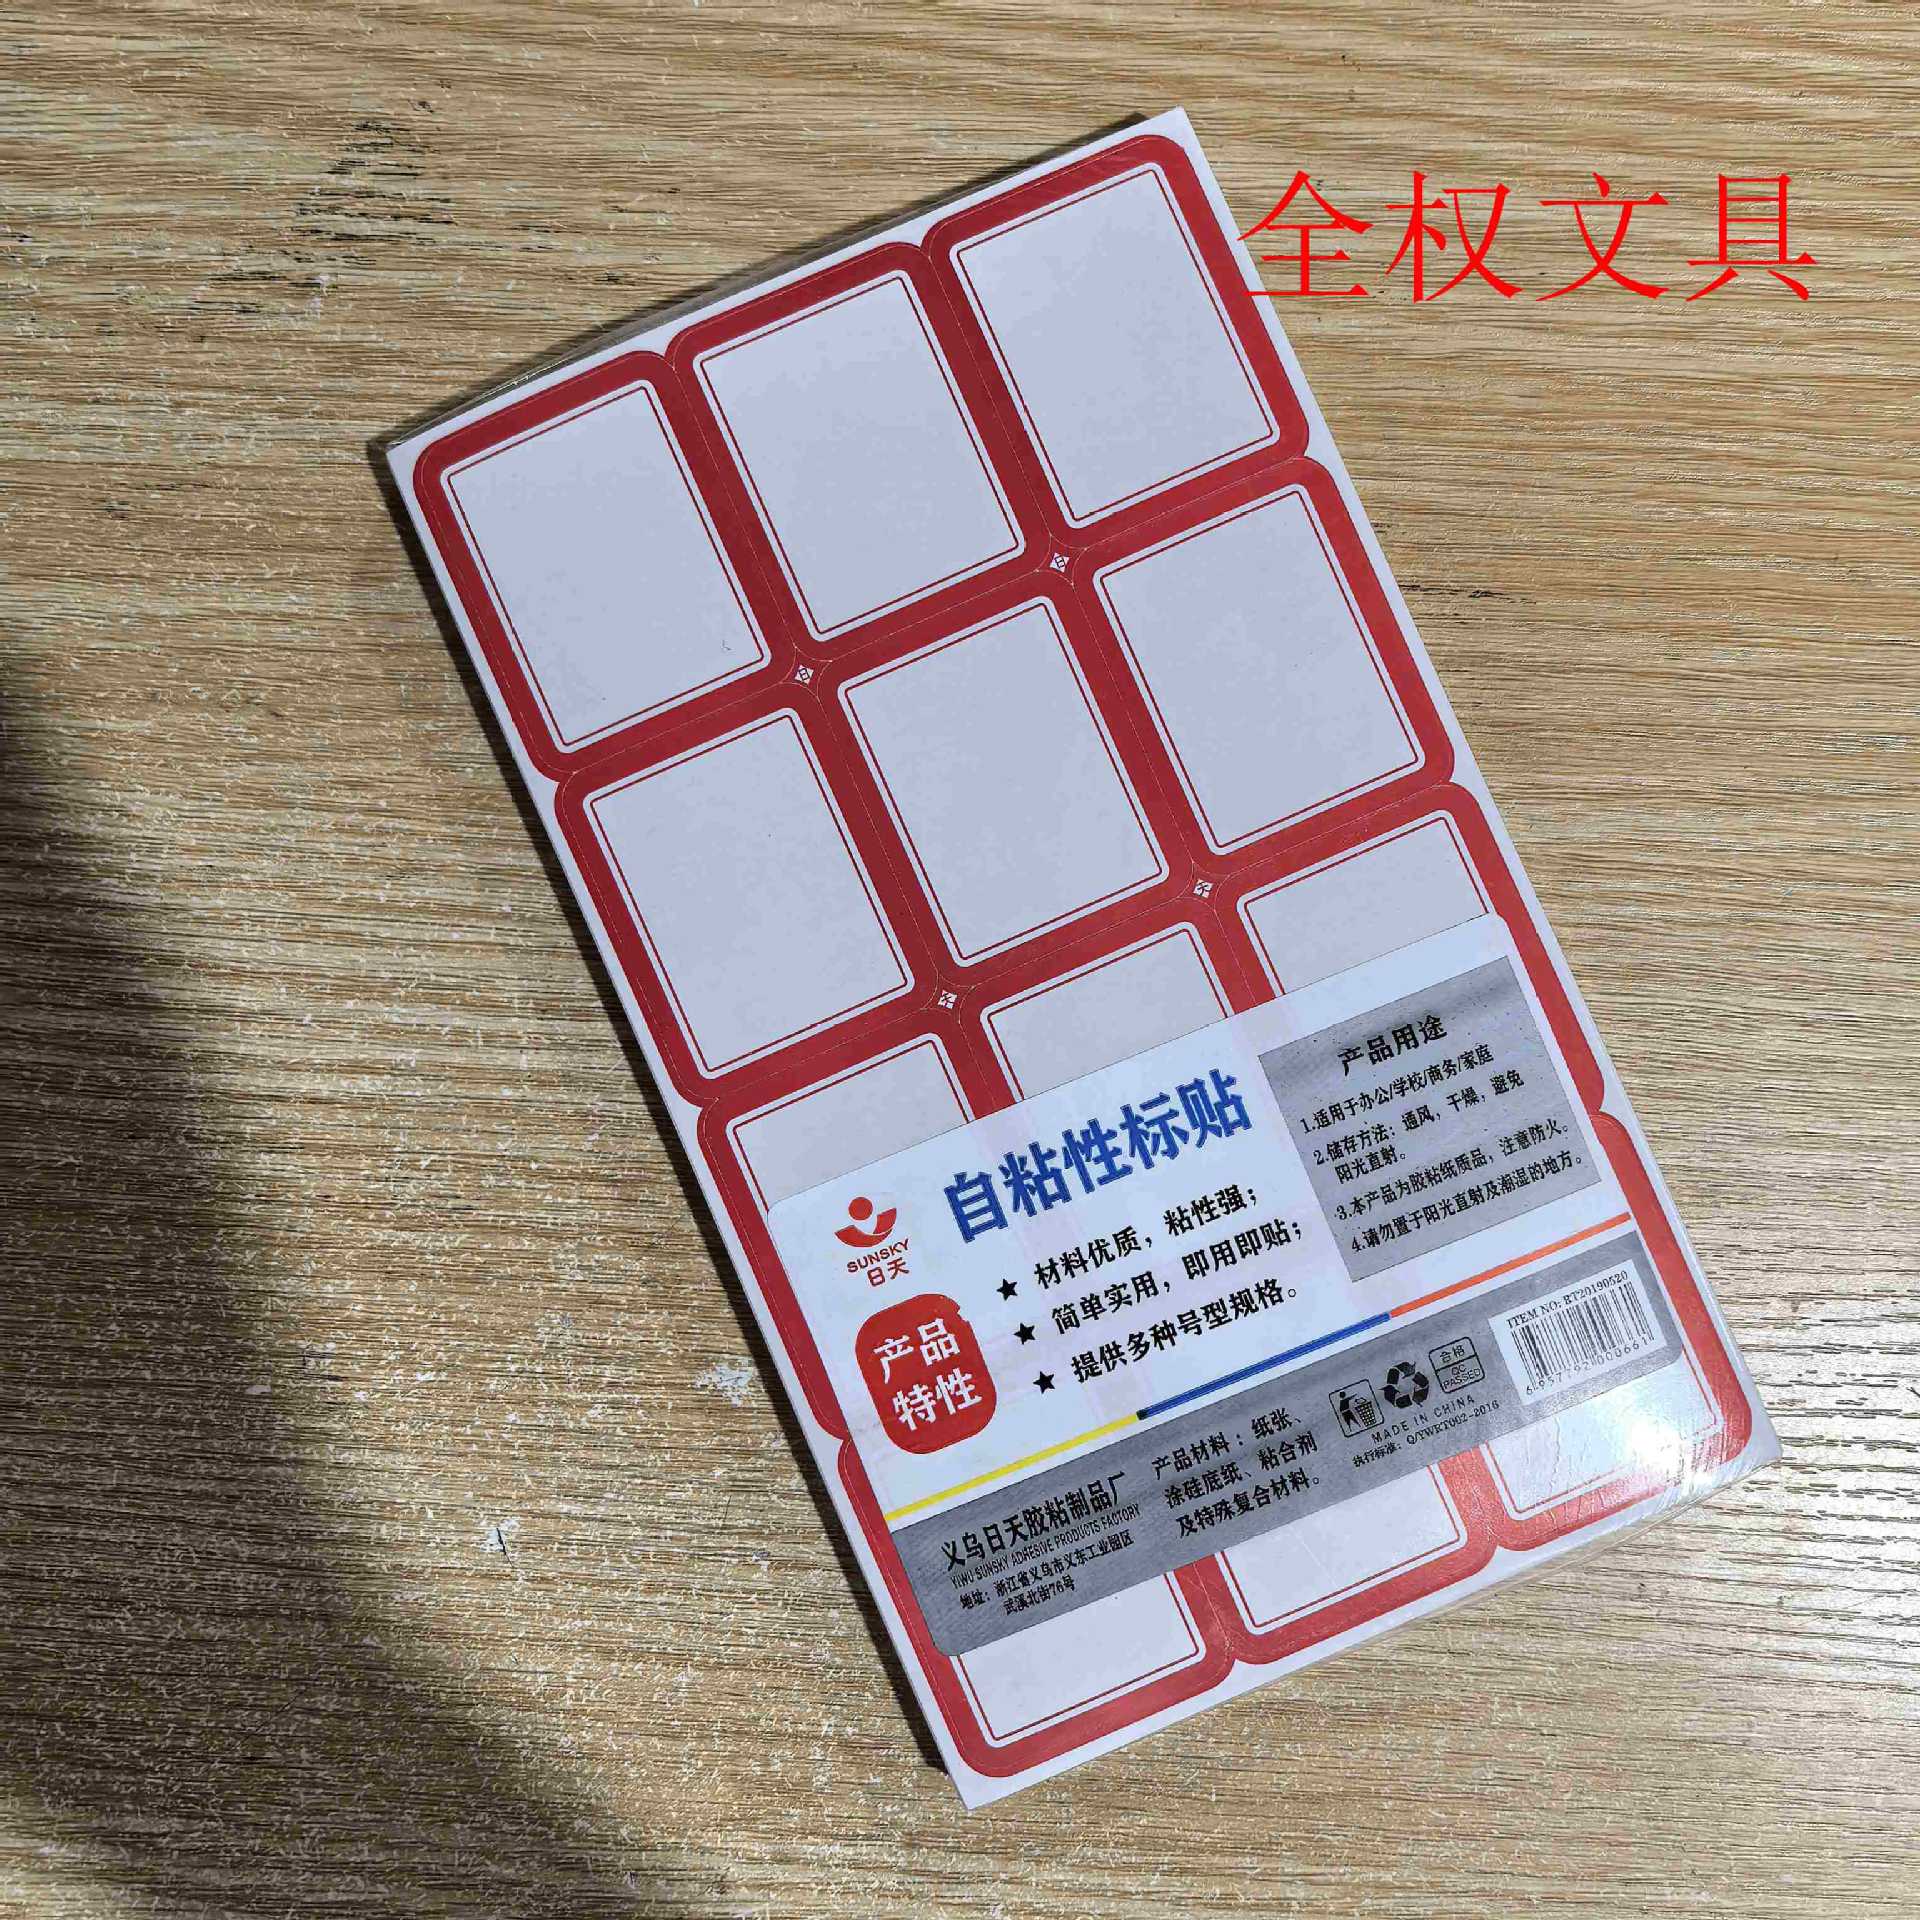 全权文具
SUNSKY
日天
自粘性标贴
产品
特性
★ 材料优质，粘性强；
★ 简单实用，即用即贴；
★ 提供多种号型规格。
产品用途
1.适用于办公/学校/商务/家庭
2.储存方法：通风，干燥，避免
阳光直射。
3.本产品为胶粘纸质品，注意防火。
4.请勿置于阳光直射及潮湿的地方。
义乌日天胶粘制品厂
YIWU SUNSKY ADHESIVE PRODUCTS FACTORY
地址：浙江省义乌市义东工业园区
武溪北街76号
产品材料：纸张、
涂硅底纸、粘合剂
及特殊复合材料。
合格
QC
PASSED
MADE IN CHINA
执行标准：Q/YWRT002-2016
ITEM NO: RT20190520
6957792000661